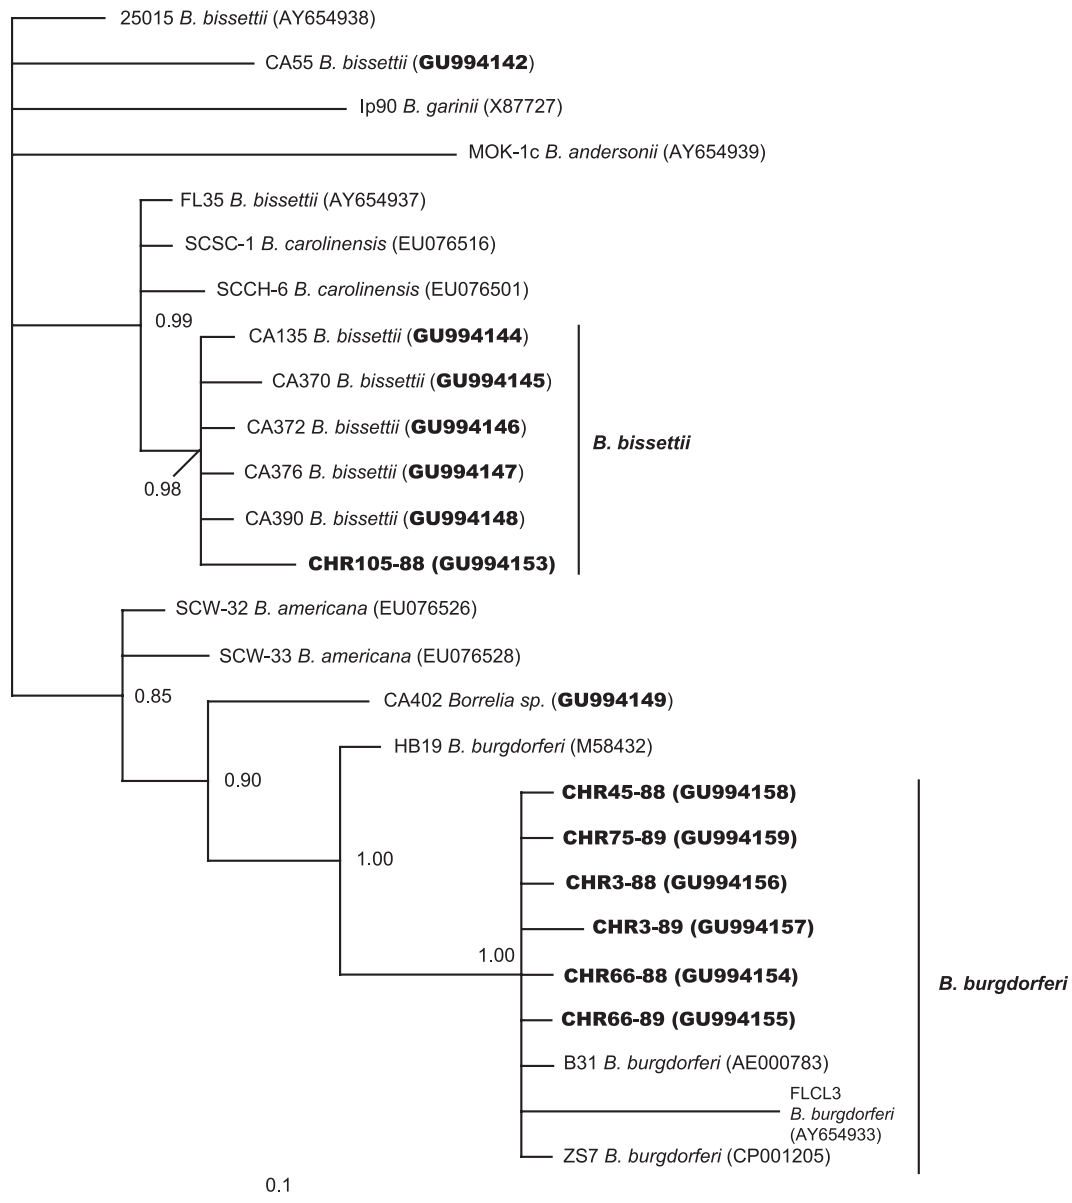 25015 B. bissettii (AY654938)
CA55 B. bissettii (GU994142)
Ip90 B. garinii (X87727)
MOK-1c B. andersonii (AY654939)
FL35 B. bissettii (AY654937)
SCSC-1 B. carolinensis (EU076516)
SCCH-6 B. carolinensis (EU076501)
0.99
CA135 B. bissettii (GU994144)
CA370 B. bissettii (GU994145)
CA372 B. bissettii (GU994146)
B. bissettii
CA376 B. bissettii (GU994147)
0.98
CA390 B. bissettii (GU994148)
CHR105-88 (GU994153)
SCW-32 B. americana (EU076526)
SCW-33 B. americana (EU076528)
0.85
CA402 Borrelia sp. (GU994149)
HB19 B. burgdorferi (M58432)
0.90
CHR45-88 (GU994158)
CHR75-89 (GU994159)
1.00
CHR3-88 (GU994156)
CHR3-89 (GU994157)
1.00
CHR66-88 (GU994154)
B. burgdorferi
CHR66-89 (GU994155)
B31 B. burgdorferi (AE000783)
FLCL3
B. burgdorferi
(AY654933)
ZS7 B. burgdorferi (CP001205)
0.1